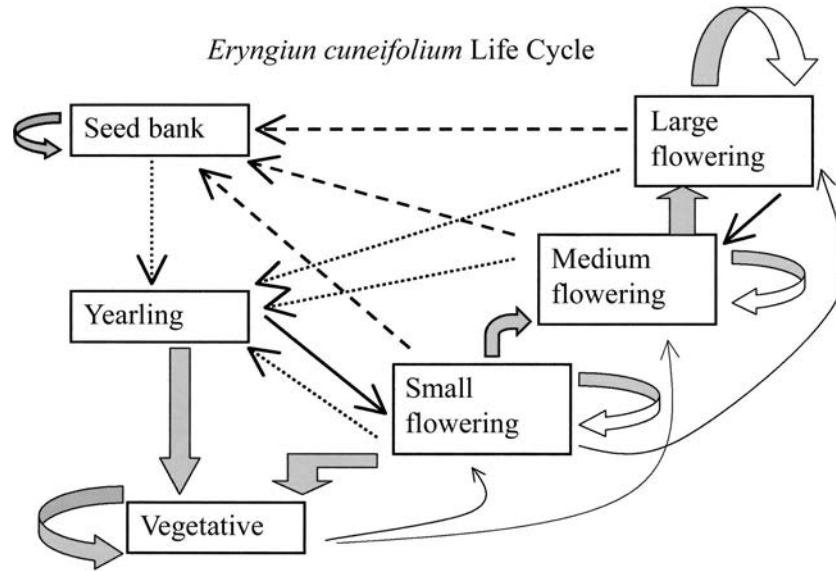 Eryngiun cuneifolium Life Cycle
Seed bank
Large
flowering
Medium
flowering
Yearling
Small
flowering
Vegetative